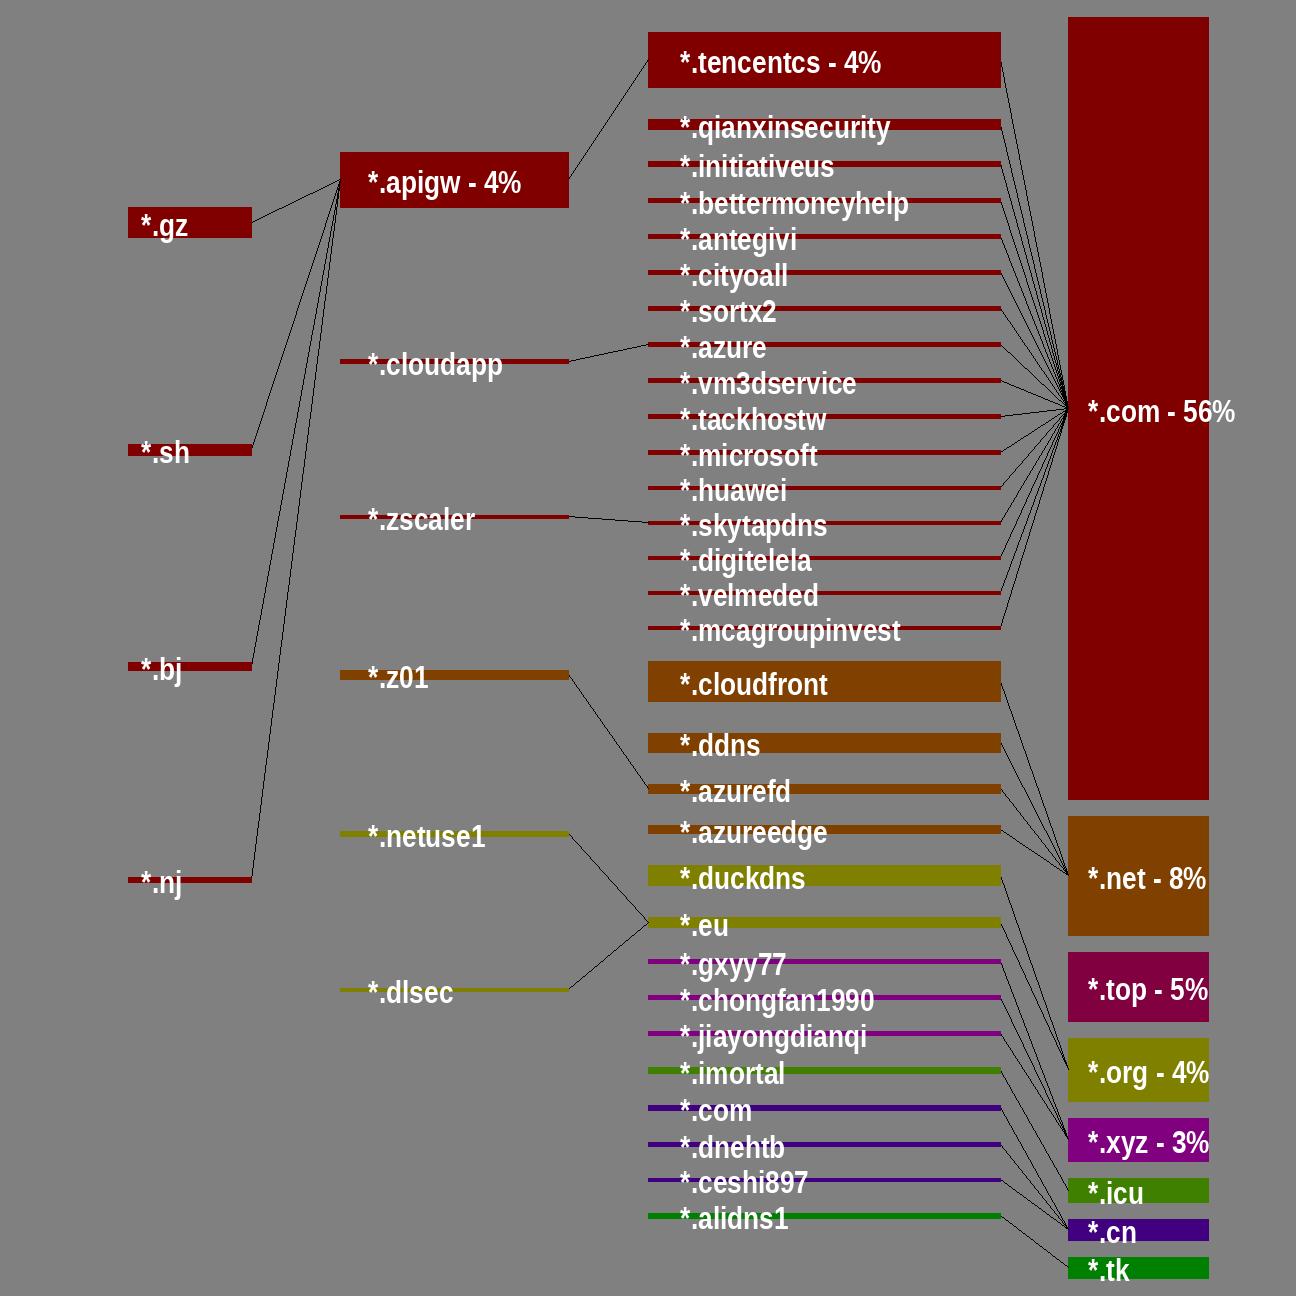 *.gz
*.sh
*.bj
*.nj
*.apigw - 4%
*.cloudapp
*.zscaler
*.z01
*.netuse1
*.dlsec
*.tencentcs - 4%
*.qianxinsecurity
*.initiativeus
*.bettermoneyhelp
*.antegivi
*.cityoall
*.sortx2
*.azure
*.vm3dservice
*.tackhostw
*.microsoft
*.huawei
*.skytapdns
*.digitelela
*.velmeded
*.mcagroupinvest
*.cloudfront
*.ddns
*.azurefd
*.azureedge
*.duckdns
*.eu
*.gxyy77
*.chongfan1990
*.jiayongdianqi
*.imortal
*.com
*.dnehtb
*.ceshi897
*.alidns1
*.com - 56%
*.net - 8%
*.top - 5%
*.org - 4%
*.xyz - 3%
*.icu
*.cn
*.tk